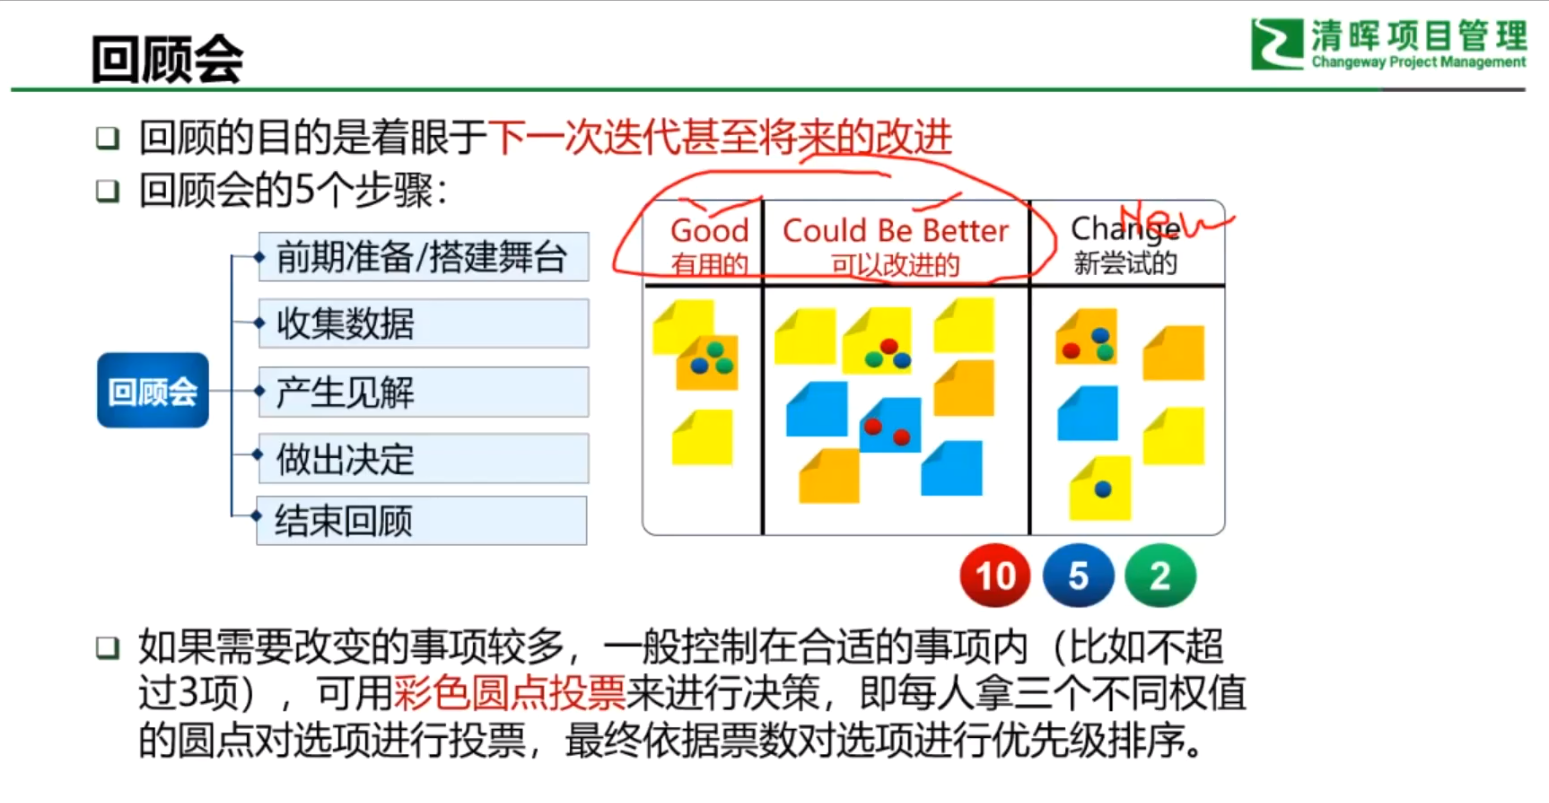 回顾会
清晖项目管理
Changeway Project Management
❑ 回顾的目的是着眼于下一次迭代甚至将来的改进
❑ 回顾会的5个步骤：
回顾会
前期准备/搭建舞台
收集数据
产生见解
做出决定
结束回顾
Good
有用的
Could Be Better
可以改进的
New
Change
新尝试的
10 5 2
❑ 如果需要改变的事项较多，一般控制在合适的事项内（比如不超
过3项），可用彩色圆点投票来进行决策，即每人拿三个不同权值
的圆点对选项进行投票，最终依据票数对选项进行优先级排序。